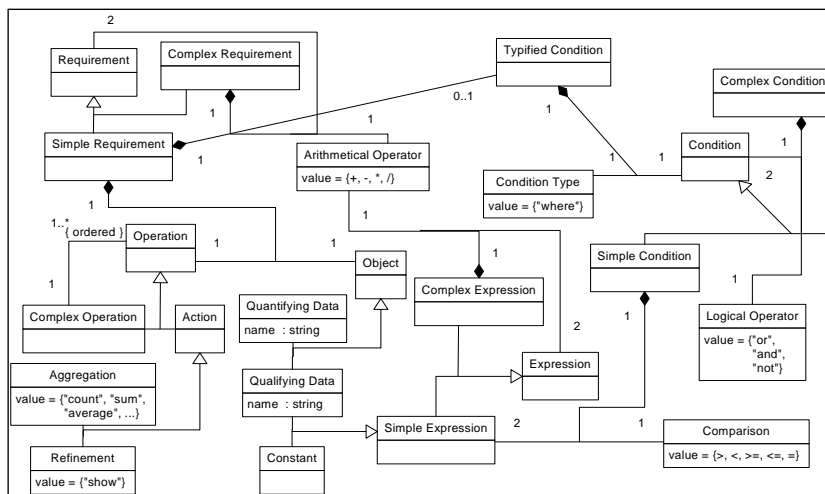 2
Requirement
Complex Requirement
Typified Condition
Complex Condition
0..1
1
1
1
1
1
Simple Requirement
1
Arithmetical Operator
value = {+, -, *, /}
1
1
Condition
2
Condition Type
value = {"where"}
1
1..*
{ ordered }
Operation
1
1
Object
1
1
Simple Condition
1
Complex Operation
Action
Quantifying Data
name : string
Complex Expression
1
1
Logical Operator
value = {"or",
"and",
"not"}
2
Expression
Aggregation
value = {"count", "sum",
"average", ...}
Qualifying Data
name : string
Refinement
value = {"show"}
Constant
Simple Expression
2
1
Comparison
value = {>, <, >=, <=, =}